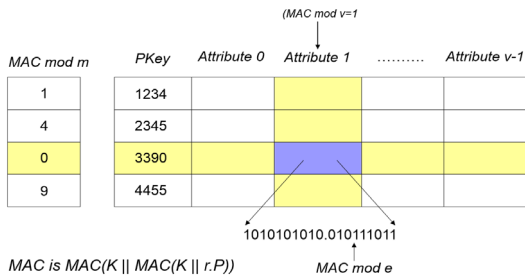 (MAC mod v=1
MAC mod m PKey Attribute 0 Attribute 1 .......... Attribute v-1
1 1234
4 2345
0 3390
9 4455
1010101010.010111011
MAC is MAC(K || MAC(K || r.P)) MAC mod e